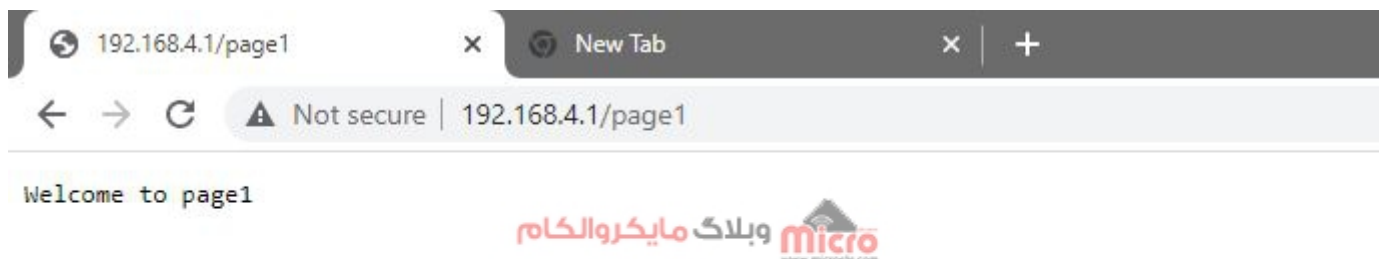 192.168.4.1/page1
New Tab
Not secure | 192.168.4.1/page1
Welcome to page1
وبلاگ مایکروالکام
micro